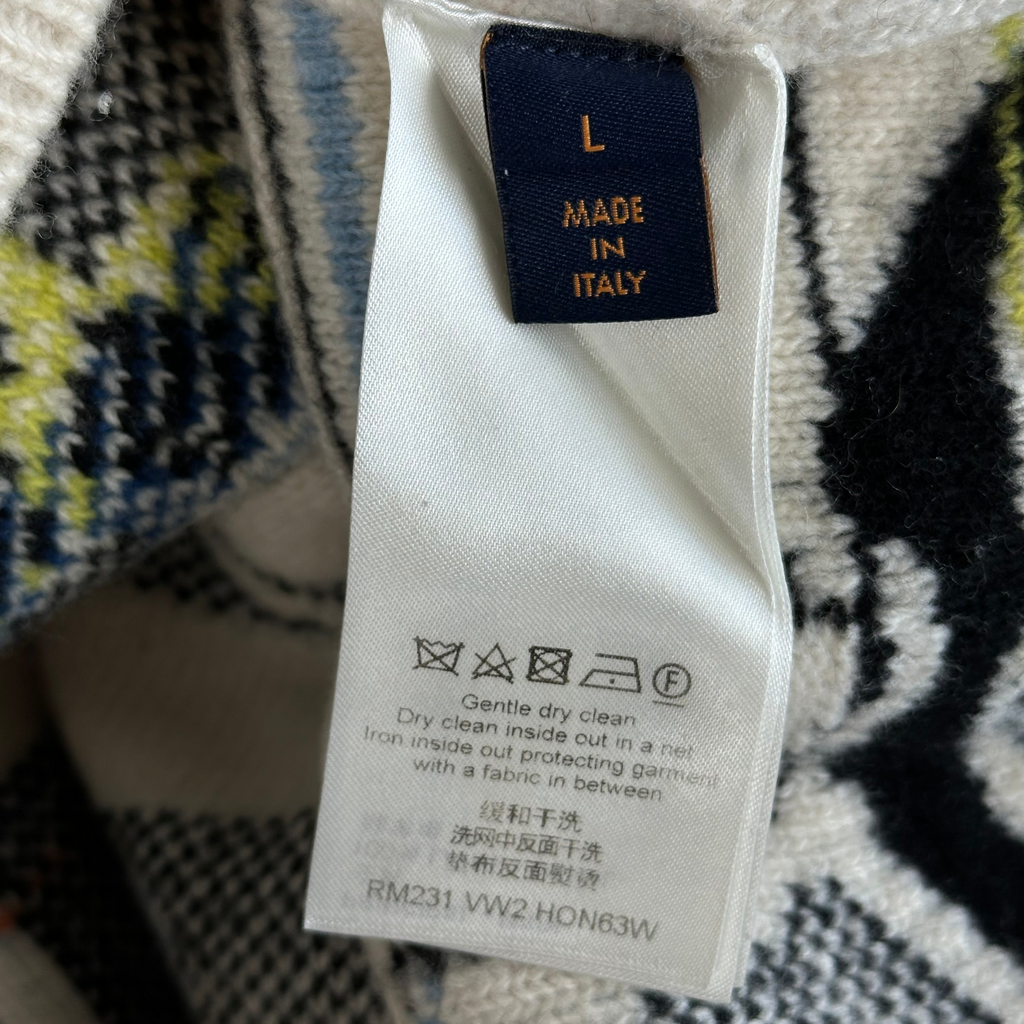 L
MADE
IN
ITALY
F
Gentle dry clean
Dry clean inside out in a net
Iron inside out protecting garment
with a fabric in between
缓和干洗
洗网中反面干洗
垫布反面熨烫
RM231 VW2 HON63W